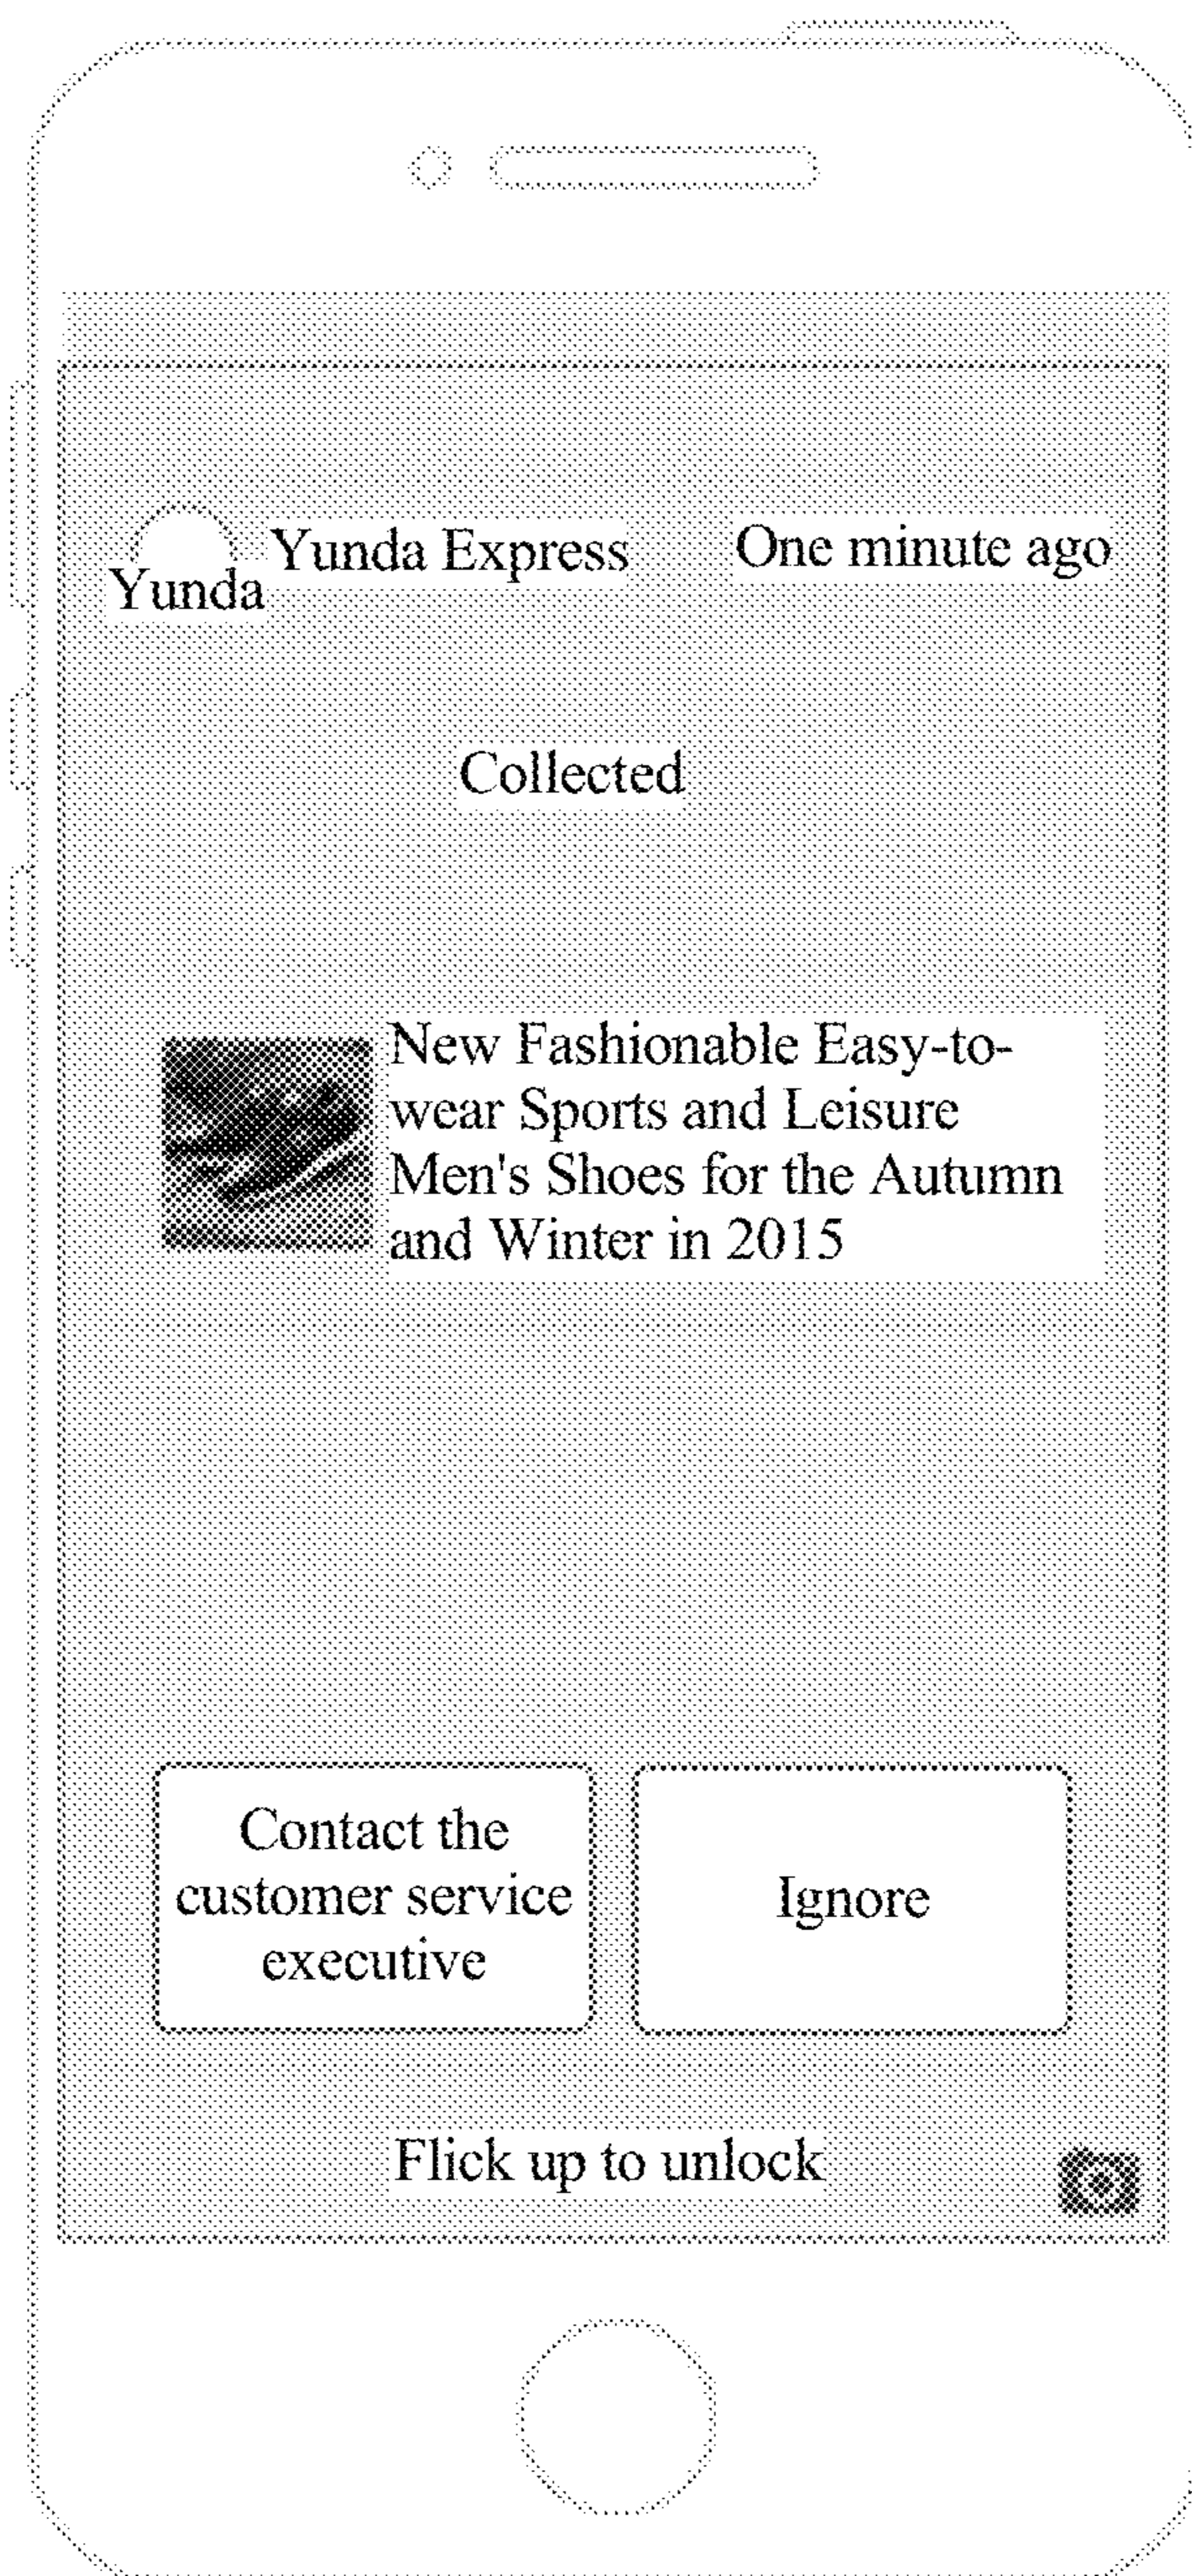 Yunda Express
One minute ago
Yunda
Collected
New Fashionable Easy-to-
wear Sports and Leisure
Men's Shoes for the Autumn
and Winter in 2015
Contact the
customer service
executive
Ignore
Flick up to unlock